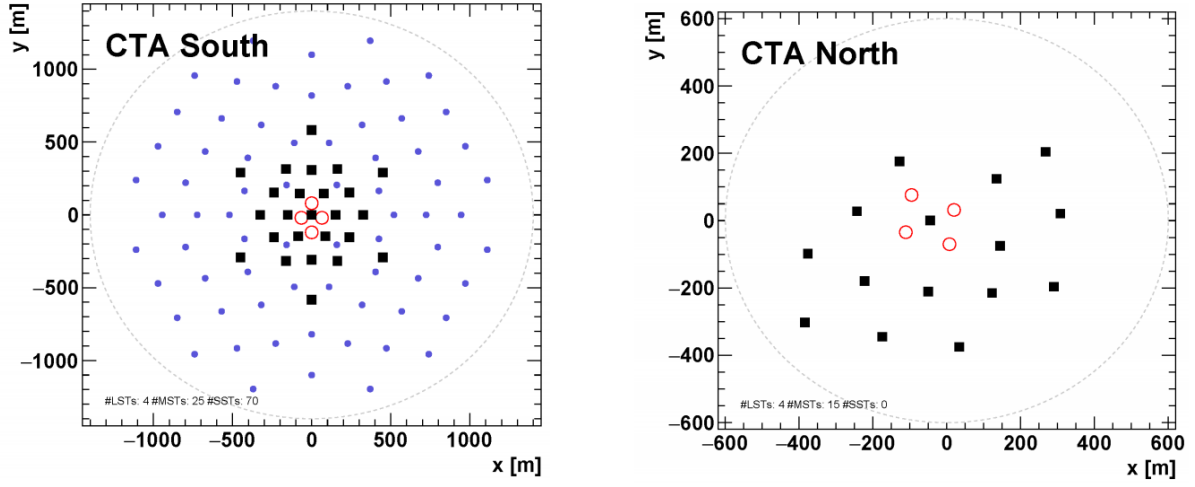 CTA South
y [m]
1000
500
0
−500
−1000
#LSTs: 4 #MSTs: 25 #SSTs: 70
−1000 −500 0 500 1000
x [m]
CTA North
y [m]
600
400
200
0
−200
−400
−600
#LSTs: 4 #MSTs: 15 #SSTs: 0
−600 −400 −200 0 200 400 600
x [m]